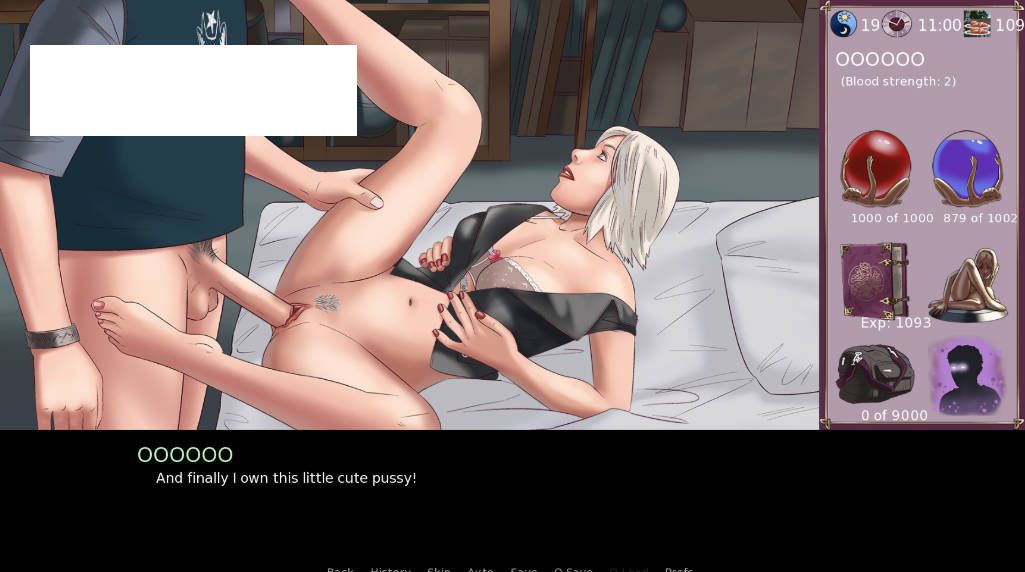 19 11:00 109
OOOOOO
(Blood strength: 2)
1000 of 1000 879 of 1002
Exp: 1093
0 of 9000
OOOOOO
And finally I own this little cute pussy!
Back History Skip Auto Save Q.Save Q.Load Prefs